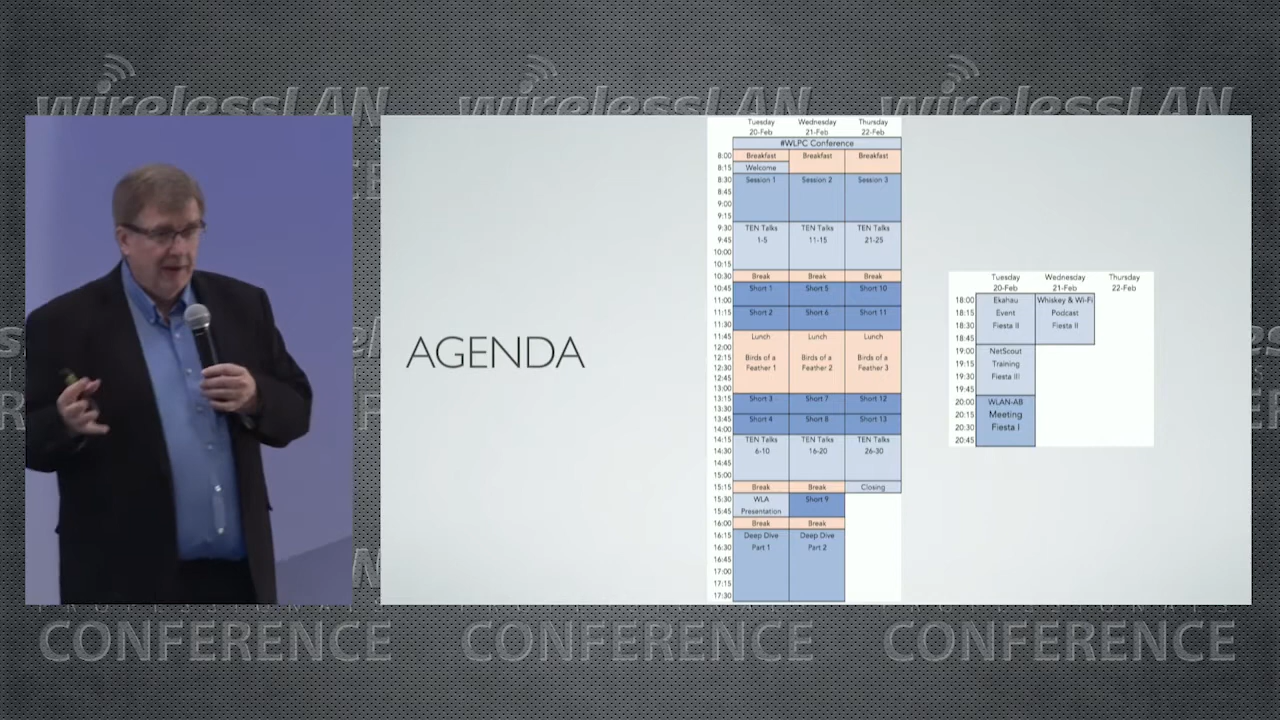 wirelessLAN wirelessLAN wirelessLAN
AGENDA
Tuesday Wednesday Thursday
20-Feb 21-Feb 22-Feb
#WLPC Conference
8:00 Breakfast Breakfast Breakfast
8:15 Welcome
8:30 Session 1 Session 2 Session 3
8:45
9:00
9:15
9:30 TEN Talks TEN Talks TEN Talks
9:45 1-5 11-15 21-25
10:00
10:15
10:30 Break Break Break
10:45 Short 1 Short 5 Short 10
11:00
11:15 Short 2 Short 6 Short 11
11:30
11:45 Lunch Lunch Lunch
12:00
12:15 Birds of a Birds of a Birds of a
12:30 Feather 1 Feather 2 Feather 3
12:45
13:00
13:15 Short 3 Short 7 Short 12
13:30
13:45 Short 4 Short 8 Short 13
14:00
14:15 TEN Talks TEN Talks TEN Talks
14:30 6-10 16-20 26-30
14:45
15:00
15:15 Break Break Closing
15:30 WLA Short 9
15:45 Presentation
16:00 Break Break
16:15 Deep Dive Deep Dive
16:30 Part 1 Part 2
16:45
17:00
17:15
17:30
Tuesday Wednesday Thursday
20-Feb 21-Feb 22-Feb
18:00 Ekahau Whiskey & Wi-Fi
18:15 Event Podcast
18:30 Fiesta II Fiesta II
18:45
19:00 NetScout
19:15 Training
19:30 Fiesta III
19:45
20:00 WLAN-AB
20:15 Meeting
20:30 Fiesta I
20:45
CONFERENCE CONFERENCE CONFERENCE